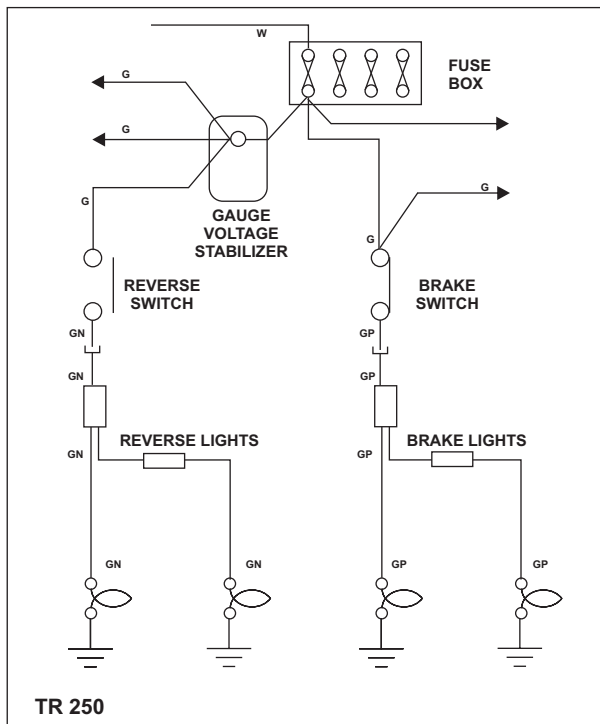 W
FUSE
BOX
G
G
G
GAUGE
VOLTAGE
STABILIZER
G
G
REVERSE
SWITCH
BRAKE
SWITCH
GN
GP
GN
GP
REVERSE LIGHTS
BRAKE LIGHTS
GN
GP
GN
GN
GP
GP
TR 250